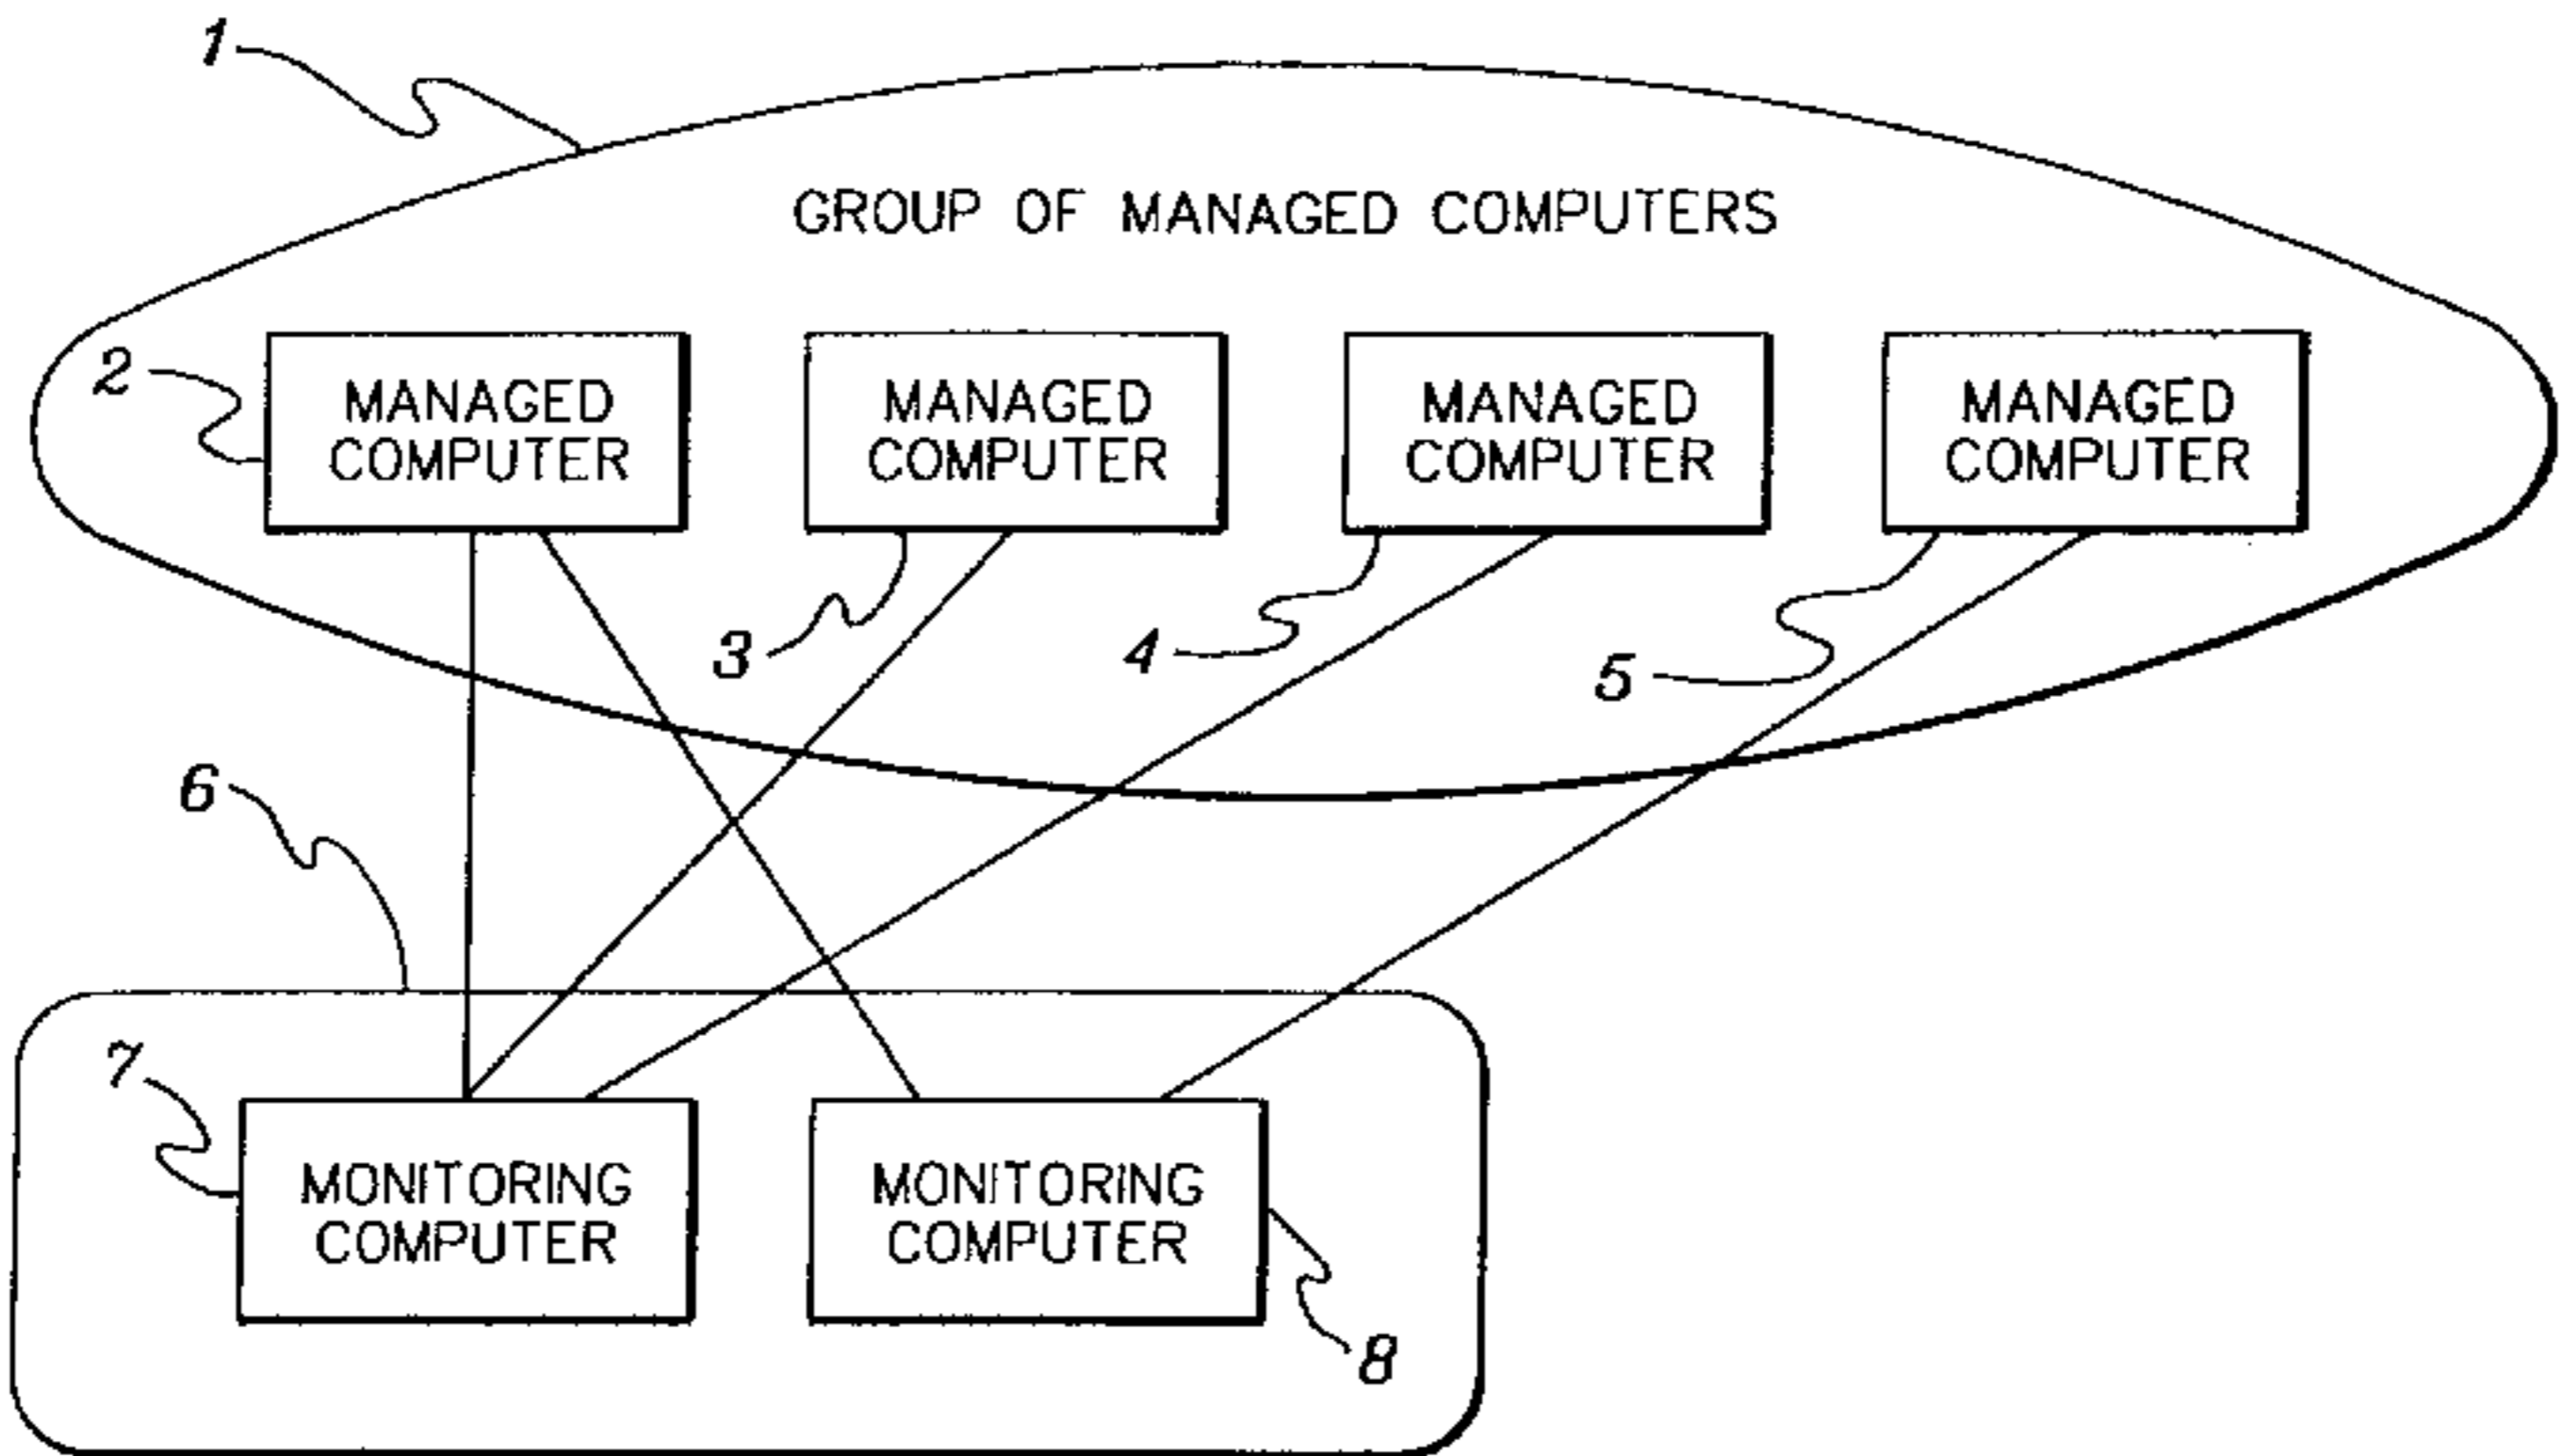 1
GROUP OF MANAGED COMPUTERS
2
MANAGED
COMPUTER
MANAGED
COMPUTER
MANAGED
COMPUTER
MANAGED
COMPUTER
3
4
5
6
7
MONITORING
COMPUTER
MONITORING
COMPUTER
8